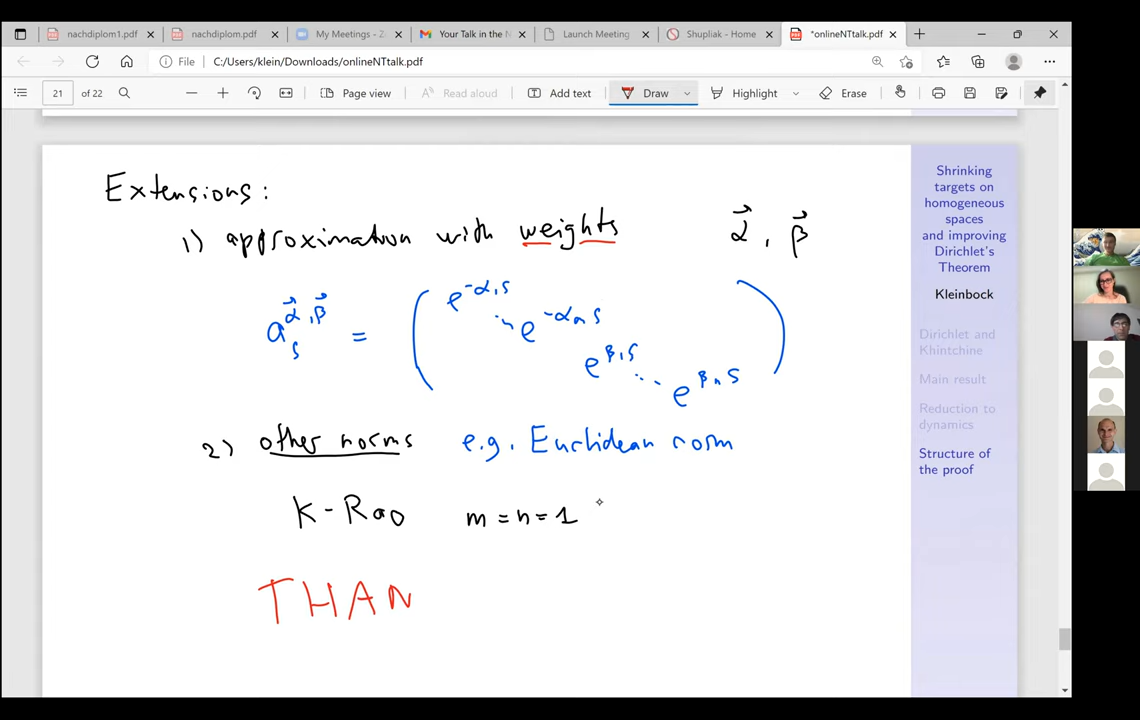 nachdiplom1.pdf
nachdiplom.pdf
My Meetings - Z
Your Talk in the N
Launch Meeting
Shupliak - Home
*onlineNTtalk.pdf
File
C:/Users/klein/Downloads/onlineNTtalk.pdf
21 of 22
Page view
Read aloud
Add text
Draw
Highlight
Erase
Extensions:
1) approximation with weights α⃗, β⃗
a_s^{α⃗,β⃗} = ( e^{-α₁s} ⋱ e^{-αₘs} e^{β₁s} ⋱ e^{βₙs} )
2) other norms e.g. Euclidean norm
K-Rao m=n=1
THAN
Shrinking
targets on
homogeneous
spaces
and improving
Dirichlet's
Theorem
Kleinbock
Dirichlet and
Khintchine
Main result
Reduction to
dynamics
Structure of
the proof